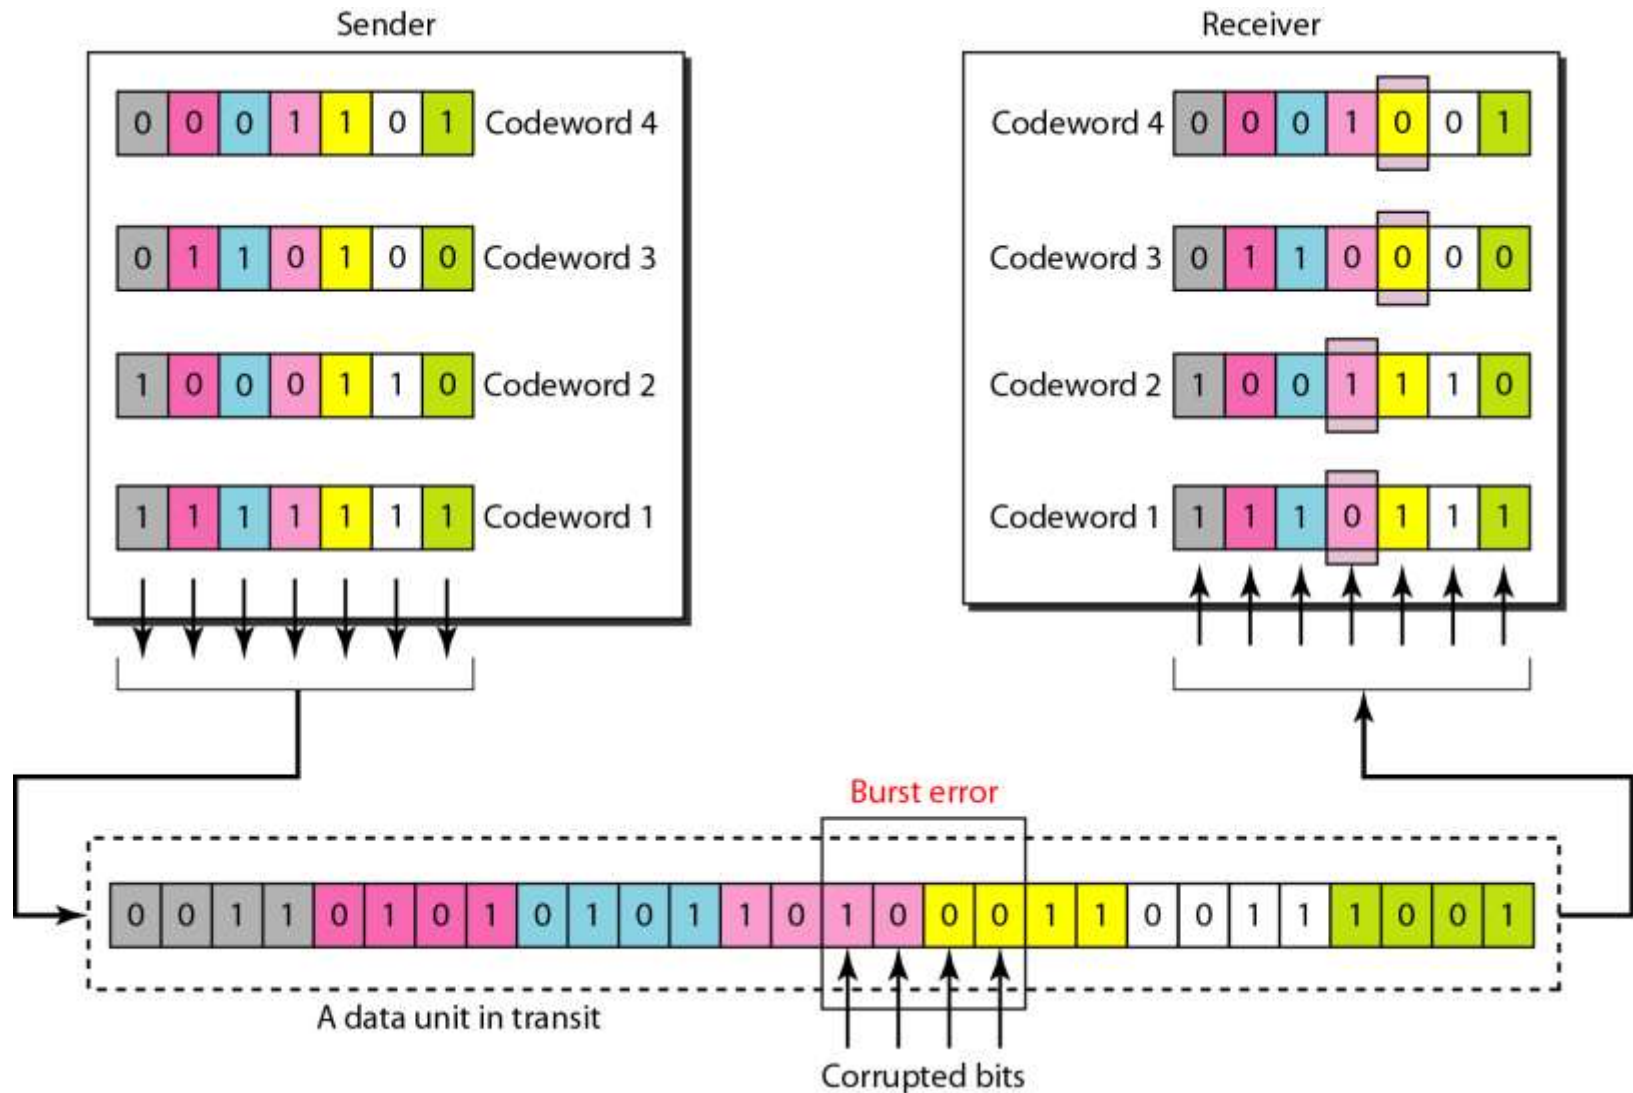 Sender
0 0 0 1 1 0 1 Codeword 4
0 1 1 0 1 0 0 Codeword 3
1 0 0 0 1 1 0 Codeword 2
1 1 1 1 1 1 1 Codeword 1
Receiver
Codeword 4 0 0 0 1 0 0 1
Codeword 3 0 1 1 0 0 0 0
Codeword 2 1 0 0 1 1 1 0
Codeword 1 1 1 1 0 1 1 1
Burst error
0 0 1 1 0 1 0 1 0 1 0 1 1 0 1 0 0 0 1 1 0 0 1 1 1 0 0 1
A data unit in transit
Corrupted bits